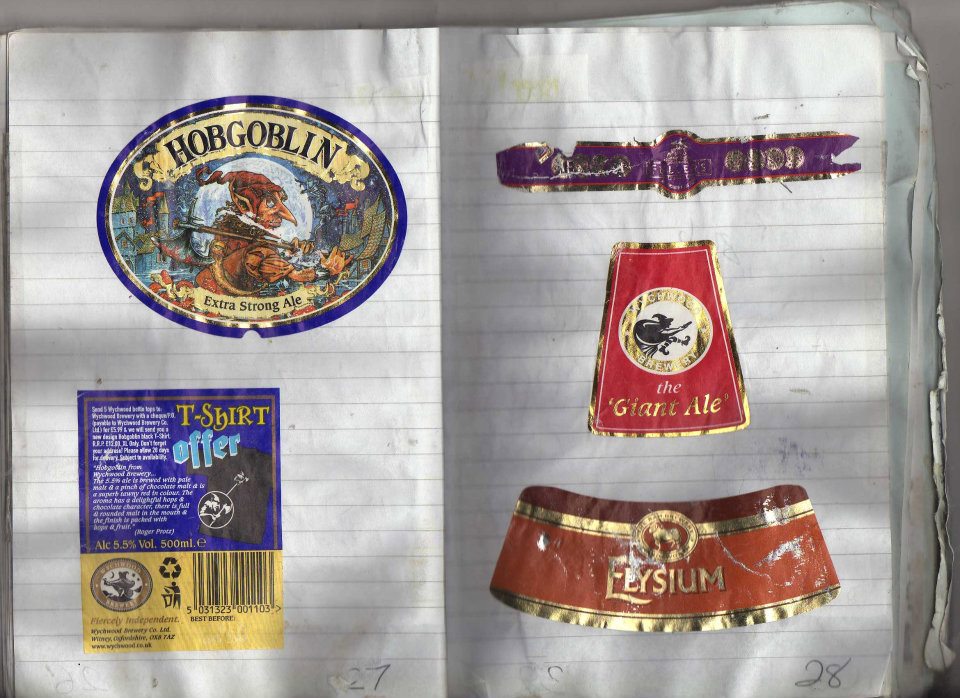 HOBGOBLIN
Extra Strong Ale
Send 5 Wychwood bottle tops to:
Wychwood Brewery with a cheque/P.O.
(payable to Wychwood Brewery Co.
Ltd.) for £5.99 & we will send you a
new design Hobgoblin black T-Shirt.
R.R.P. £12.00. XL Only. Don't forget
your address! Please allow 28 days
for delivery. Subject to availability.
T-Shirt
offer
"Hobgoblin from
Wychwood Brewery...
The 5.5% ale is brewed with pale
malt & a pinch of chocolate malt & is
a superb tawny red in colour. The
aroma has a delightful hops &
chocolate character, there is full
& rounded malt in the mouth &
the finish is packed with
hops & fruit."
(Roger Protz)
Alc 5.5% Vol. 500ml. e
5 031323 001103 >
BEST BEFORE:
Fiercely Independent.
Wychwood Brewery Co. Ltd.
Witney, Oxfordshire, OX8 7AZ
www.wychwood.co.uk
27
BREWERY
the
'Giant Ale'
ELYSIUM
28